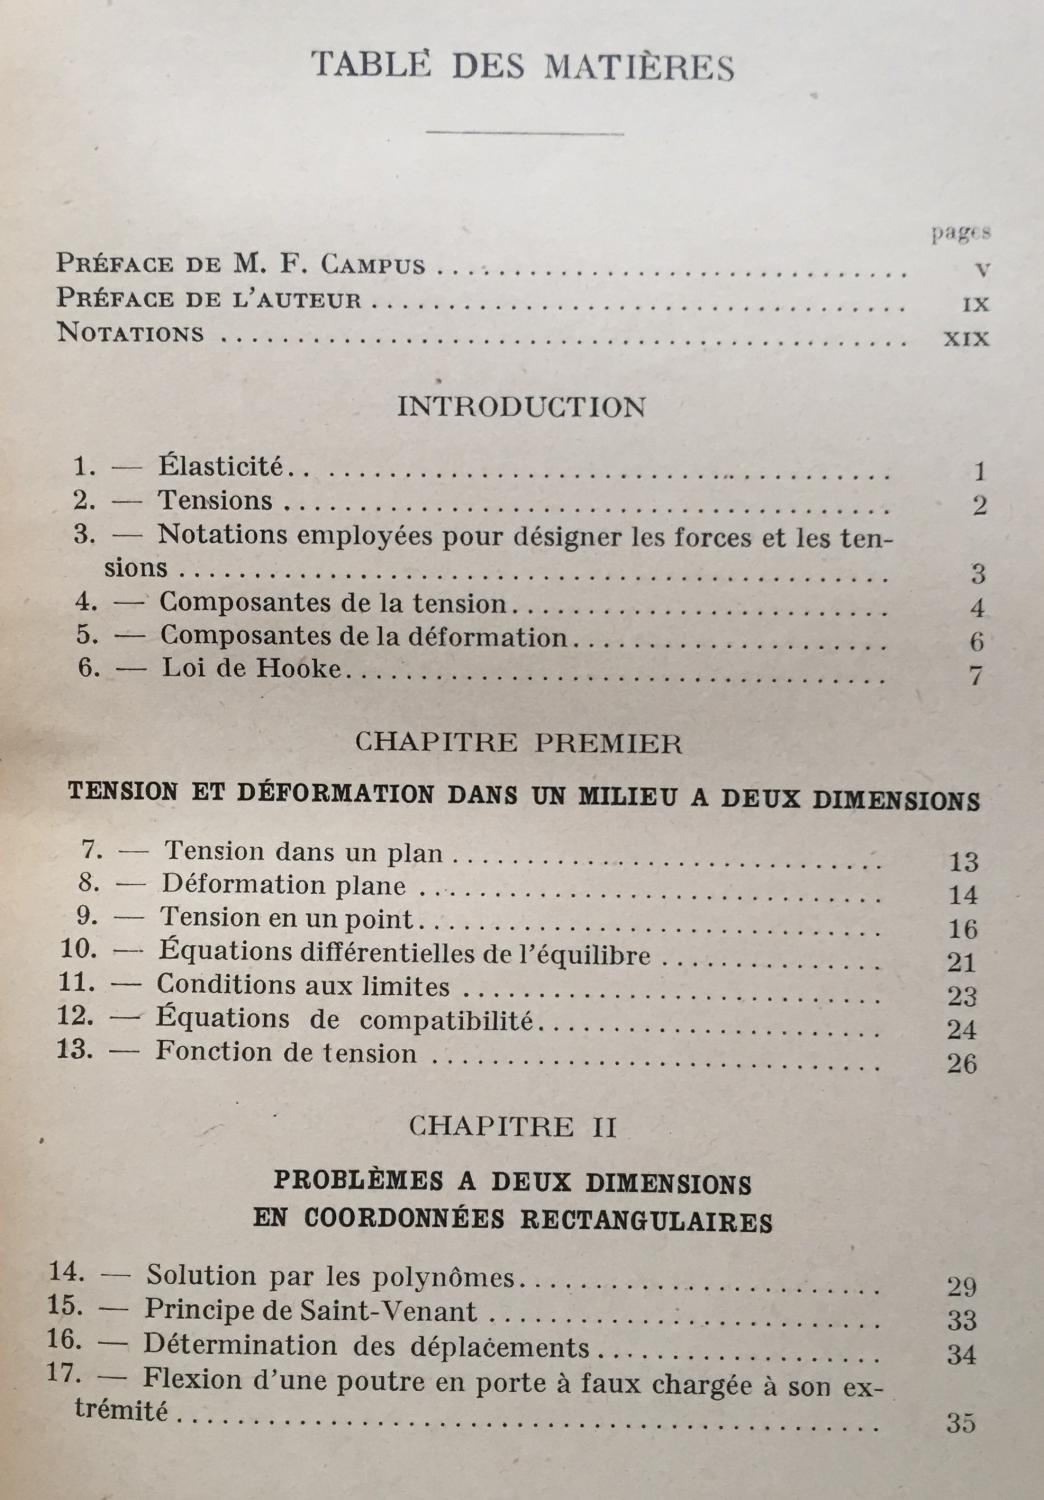 TABLE DES MATIÈRES
pages
PRÉFACE DE M. F. CAMPUS .............................. V
PRÉFACE DE L'AUTEUR .................................. IX
NOTATIONS ............................................ XIX
INTRODUCTION
1. — Élasticité.. .................................... 1
2. — Tensions ........................................ 2
3. — Notations employées pour désigner les forces et les ten-
sions ................................................ 3
4. — Composantes de la tension......................... 4
5. — Composantes de la déformation..................... 6
6. — Loi de Hooke.................................... 7
CHAPITRE PREMIER
TENSION ET DÉFORMATION DANS UN MILIEU A DEUX DIMENSIONS
7. — Tension dans un plan ............................. 13
8. — Déformation plane ............................... 14
9. — Tension en un point............................... 16
10. — Équations différentielles de l'équilibre ............... 21
11. — Conditions aux limites ............................ 23
12. — Équations de compatibilité....................... 24
13. — Fonction de tension .............................. 26
CHAPITRE II
PROBLÈMES A DEUX DIMENSIONS
EN COORDONNÉES RECTANGULAIRES
14. — Solution par les polynômes........................ 29
15. — Principe de Saint-Venant .......................... 33
16. — Détermination des déplacements................... 34
17. — Flexion d'une poutre en porte à faux chargée à son ex-
trémité .............................................. 35